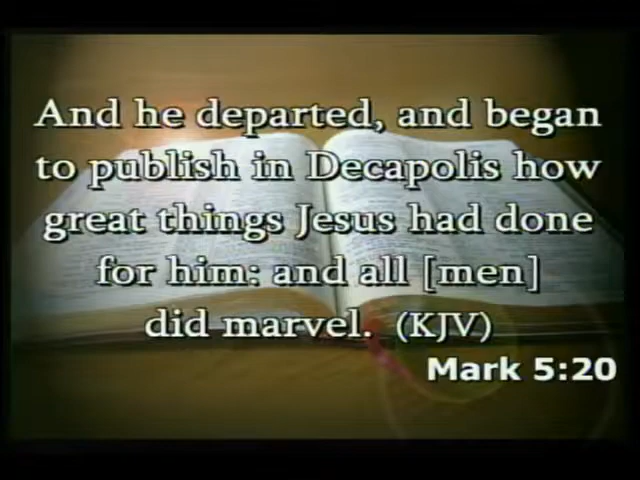 And he departed, and began
to publish in Decapolis how
great things Jesus had done
for him: and all [men]
did marvel. (KJV)
Mark 5:20